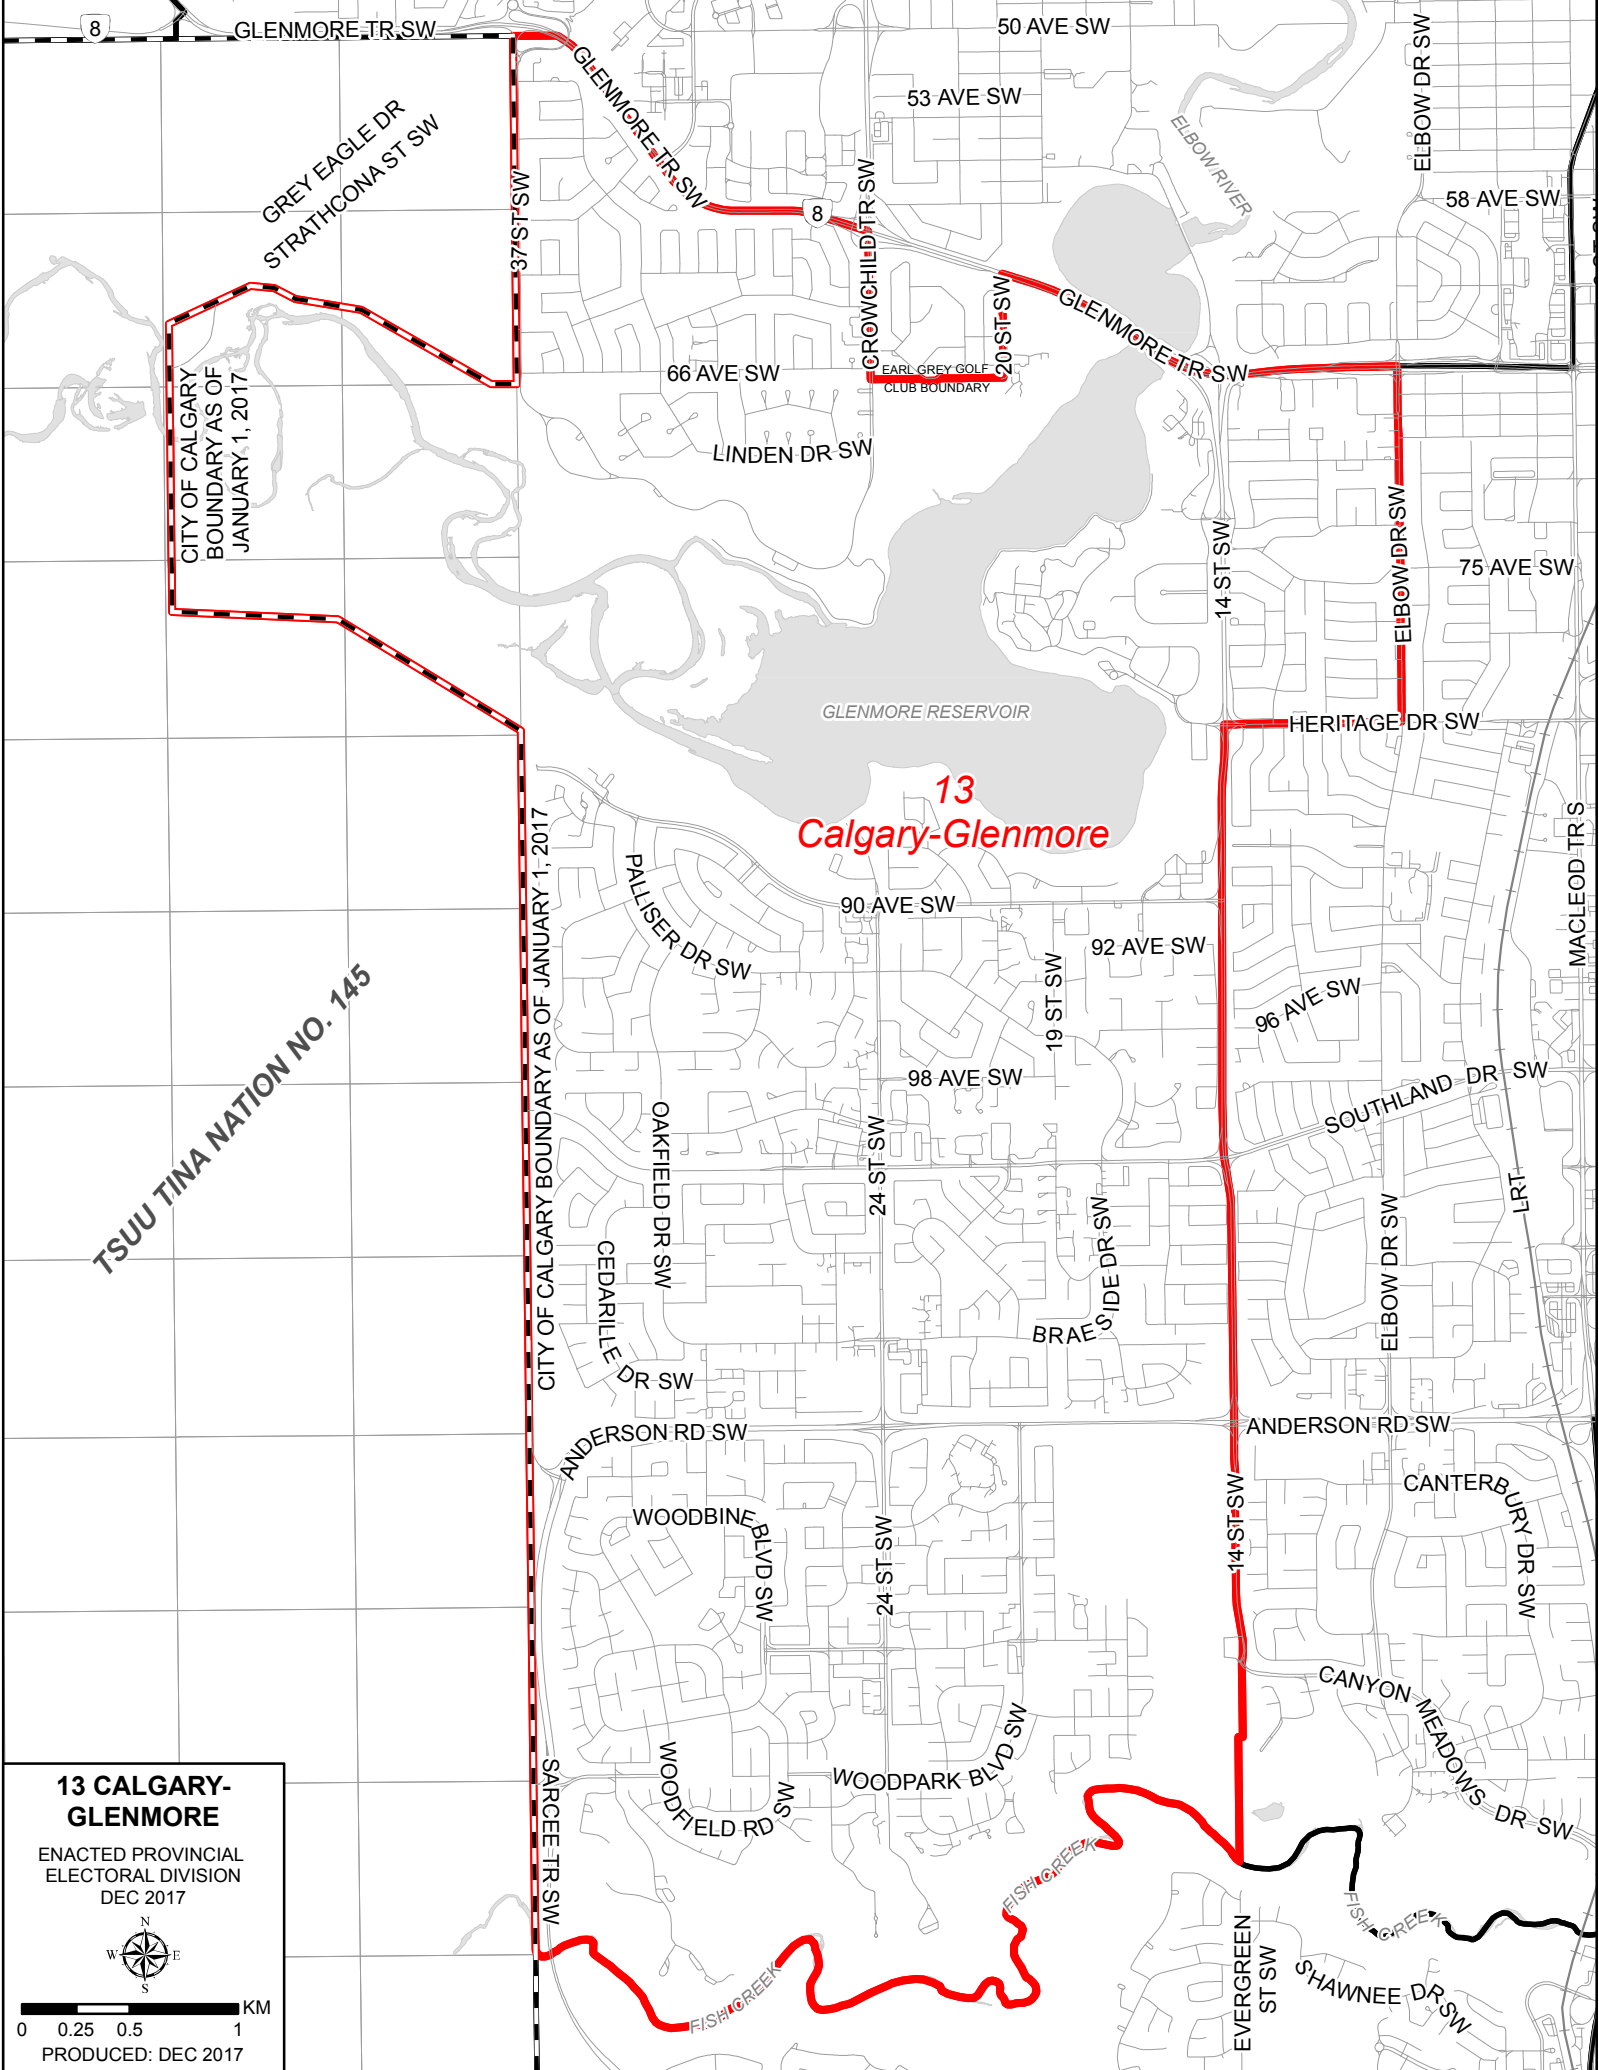 8
GLENMORE TR SW
50 AVE SW
ELBOW DR SW
GLENMORE TR SW
53 AVE SW
GREY EAGLE DR
STRATHCONA ST SW
37 ST SW
ELBOW RIVER
CROWCHILD TR SW
58 AVE SW
8
20 ST SW
GLENMORE TR SW
66 AVE SW
EARL GREY GOLF
CLUB BOUNDARY
CITY OF CALGARY
BOUNDARY AS OF
JANUARY 1, 2017
LINDEN DR SW
14 ST SW
ELBOW DR SW
75 AVE SW
GLENMORE RESERVOIR
HERITAGE DR SW
13
Calgary-Glenmore
CITY OF CALGARY BOUNDARY AS OF JANUARY 1, 2017
MACLEOD TR S
PALLISER DR SW
90 AVE SW
92 AVE SW
19 ST SW
96 AVE SW
TSUU TINA NATION NO. 145
98 AVE SW
SOUTHLAND DR SW
OAKFIELD DR SW
24 ST SW
LRT
CEDARILLE DR SW
BRAESIDE DR SW
ELBOW DR SW
ANDERSON RD SW
ANDERSON RD SW
CANTERBURY DR SW
WOODBINE BLVD SW
24 ST SW
14 ST SW
CANYON MEADOWS DR SW
WOODFIELD RD SW
WOODPARK BLVD SW
SARCEE TR SW
FISH CREEK
FISH CREEK
FISH CREEK
EVERGREEN
ST SW
SHAWNEE DR SW
13 CALGARY-
GLENMORE
ENACTED PROVINCIAL
ELECTORAL DIVISION
DEC 2017
N
W E
S
KM
0 0.25 0.5 1
PRODUCED: DEC 2017